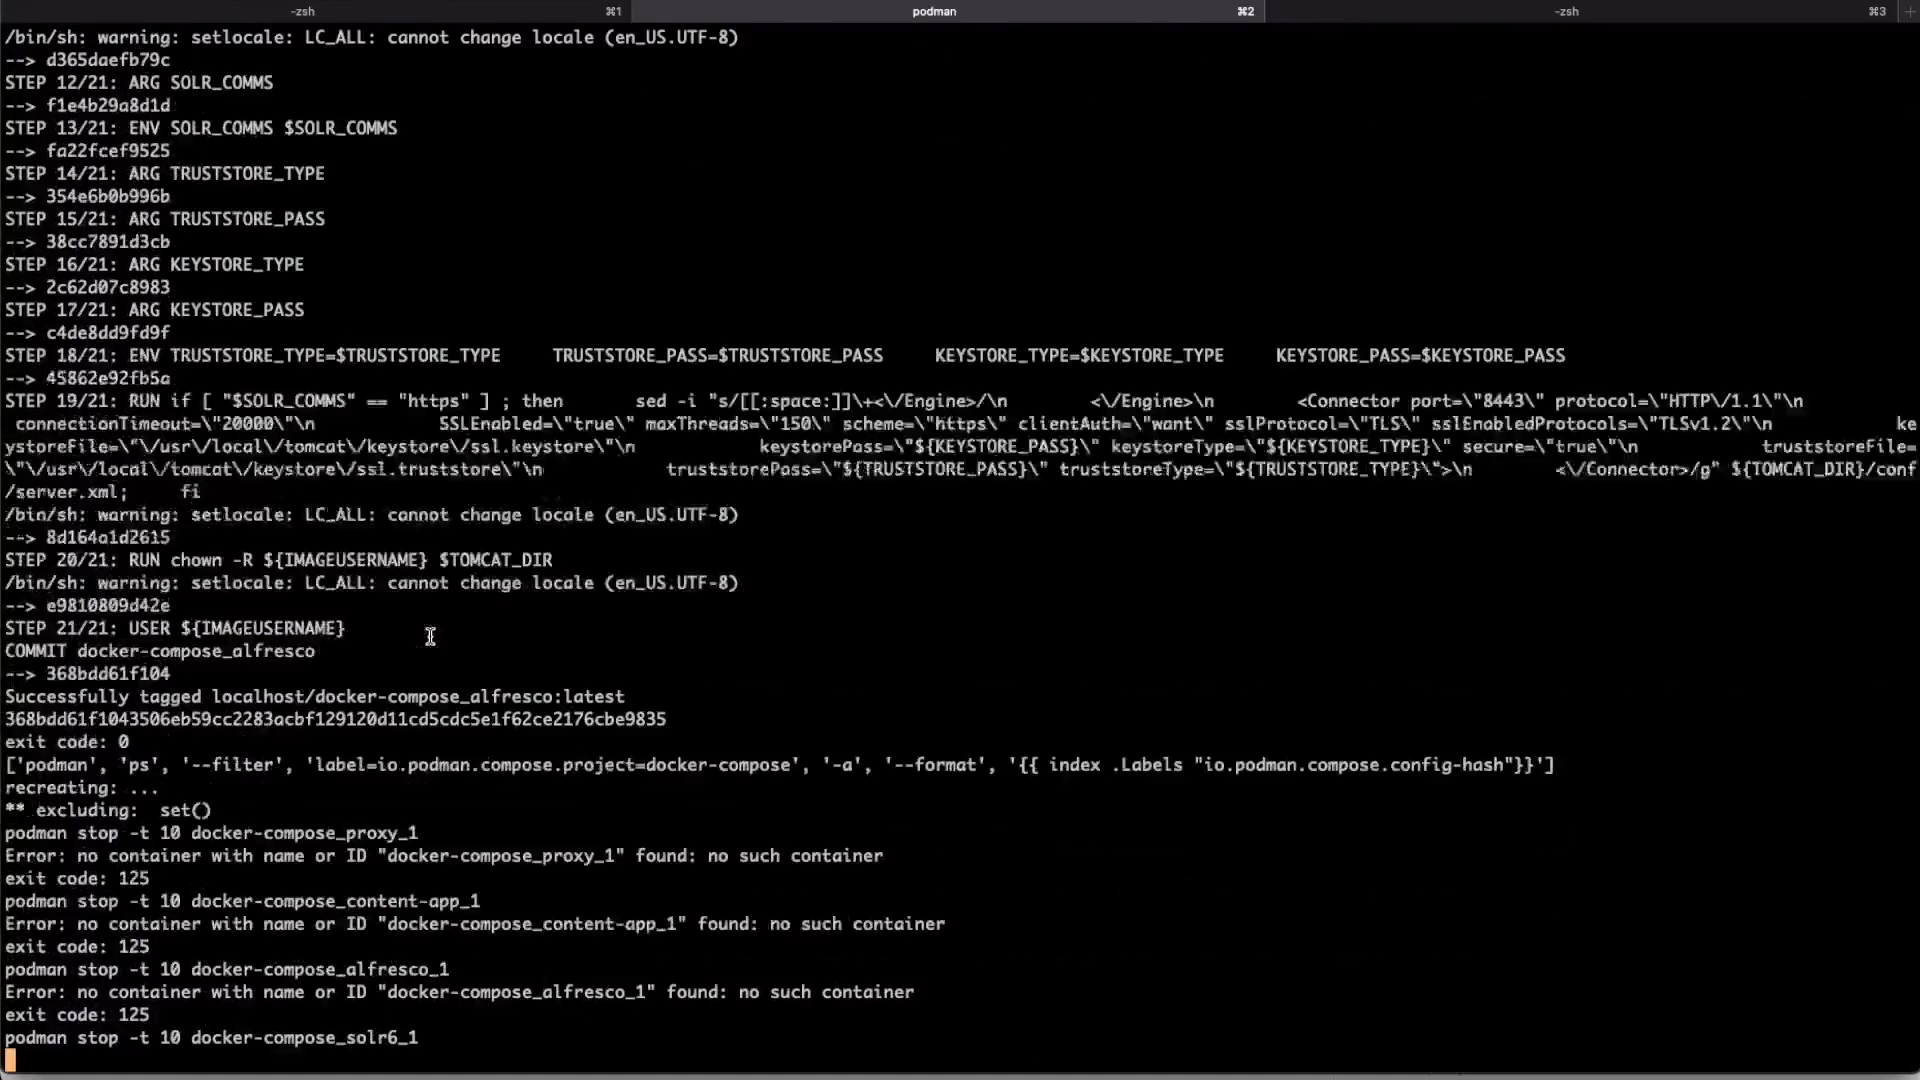 -zsh ⌘1 podman ⌘2 -zsh ⌘3 +
/bin/sh: warning: setlocale: LC_ALL: cannot change locale (en_US.UTF-8)
--> d365daefb79c
STEP 12/21: ARG SOLR_COMMS
--> f1e4b29a8d1d
STEP 13/21: ENV SOLR_COMMS $SOLR_COMMS
--> fa22fcef9525
STEP 14/21: ARG TRUSTSTORE_TYPE
--> 354e6b0b996b
STEP 15/21: ARG TRUSTSTORE_PASS
--> 38cc7891d3cb
STEP 16/21: ARG KEYSTORE_TYPE
--> 2c62d07c8983
STEP 17/21: ARG KEYSTORE_PASS
--> c4de8dd9fd9f
STEP 18/21: ENV TRUSTSTORE_TYPE=$TRUSTSTORE_TYPE     TRUSTSTORE_PASS=$TRUSTSTORE_PASS     KEYSTORE_TYPE=$KEYSTORE_TYPE     KEYSTORE_PASS=$KEYSTORE_PASS
--> 45862e92fb5a
STEP 19/21: RUN if [ "$SOLR_COMMS" == "https" ] ; then       sed -i "s/[[:space:]]\+<\/Engine>/\n        <\/Engine>\n        <Connector port=\"8443\" protocol=\"HTTP\/1.1\"\n
 connectionTimeout=\"20000\"\n            SSLEnabled=\"true\" maxThreads=\"150\" scheme=\"https\" clientAuth=\"want\" sslProtocol=\"TLS\" sslEnabledProtocols=\"TLSv1.2\"\n            ke
ystoreFile=\"\/usr\/local\/tomcat\/keystore\/ssl.keystore\"\n            keystorePass=\"${KEYSTORE_PASS}\" keystoreType=\"${KEYSTORE_TYPE}\" secure=\"true\"\n            truststoreFile=
\"\/usr\/local\/tomcat\/keystore\/ssl.truststore\"\n            truststorePass=\"${TRUSTSTORE_PASS}\" truststoreType=\"${TRUSTSTORE_TYPE}\">\n        <\/Connector>/g" ${TOMCAT_DIR}/conf
/server.xml;     fi
/bin/sh: warning: setlocale: LC_ALL: cannot change locale (en_US.UTF-8)
--> 8d164a1d2615
STEP 20/21: RUN chown -R ${IMAGEUSERNAME} $TOMCAT_DIR
/bin/sh: warning: setlocale: LC_ALL: cannot change locale (en_US.UTF-8)
--> e9810809d42e
STEP 21/21: USER ${IMAGEUSERNAME}
COMMIT docker-compose_alfresco
--> 368bdd61f104
Successfully tagged localhost/docker-compose_alfresco:latest
368bdd61f1043506eb59cc2283acbf129120d11cd5cdc5e1f62ce2176cbe9835
exit code: 0
['podman', 'ps', '--filter', 'label=io.podman.compose.project=docker-compose', '-a', '--format', '{{ index .Labels "io.podman.compose.config-hash"}}']
recreating: ...
** excluding:  set()
podman stop -t 10 docker-compose_proxy_1
Error: no container with name or ID "docker-compose_proxy_1" found: no such container
exit code: 125
podman stop -t 10 docker-compose_content-app_1
Error: no container with name or ID "docker-compose_content-app_1" found: no such container
exit code: 125
podman stop -t 10 docker-compose_alfresco_1
Error: no container with name or ID "docker-compose_alfresco_1" found: no such container
exit code: 125
podman stop -t 10 docker-compose_solr6_1